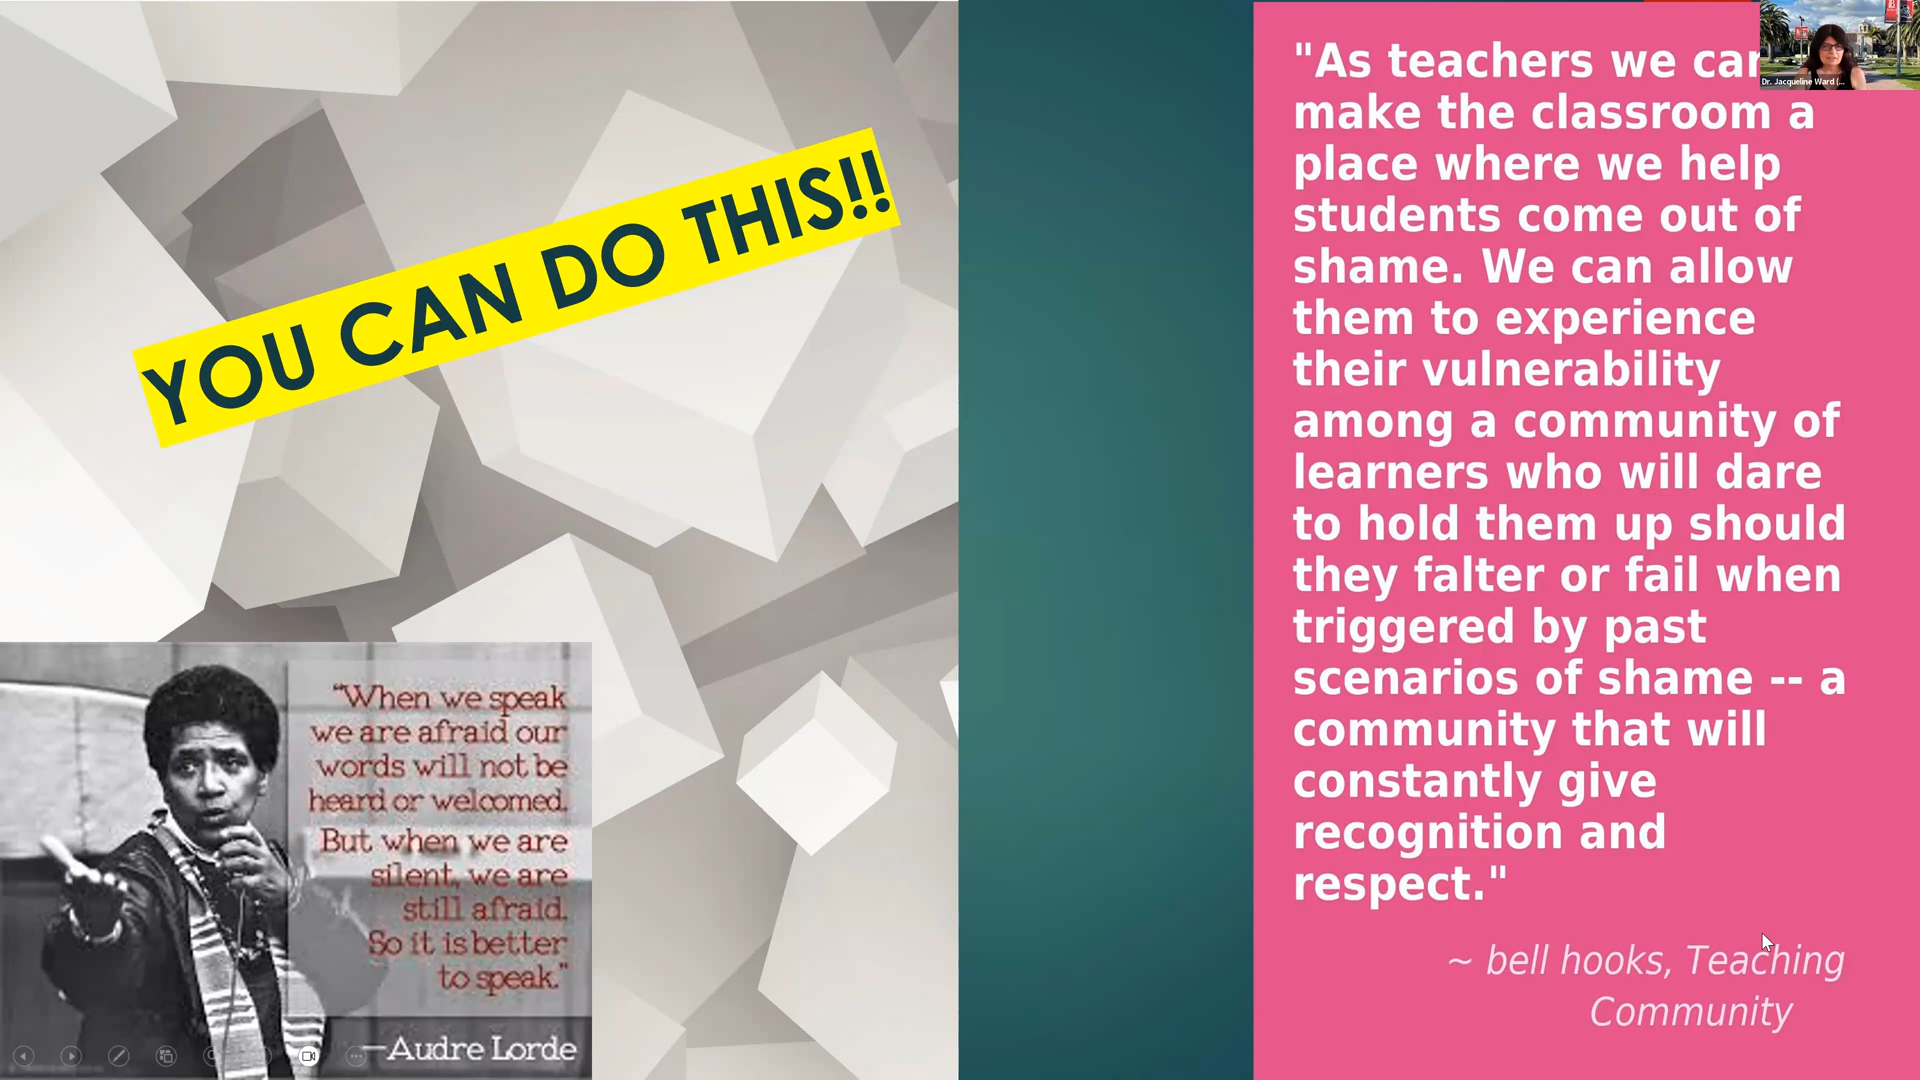 YOU CAN DO THIS!!
“When we speak
we are afraid our
words will not be
heard or welcomed.
But when we are
silent, we are
still afraid.
So it is better
to speak.”
—Audre Lorde
"As teachers we can
make the classroom a
place where we help
students come out of
shame. We can allow
them to experience
their vulnerability
among a community of
learners who will dare
to hold them up should
they falter or fail when
triggered by past
scenarios of shame -- a
community that will
constantly give
recognition and
respect."
~ bell hooks, Teaching
Community
Dr. Jacqueline Ward (...